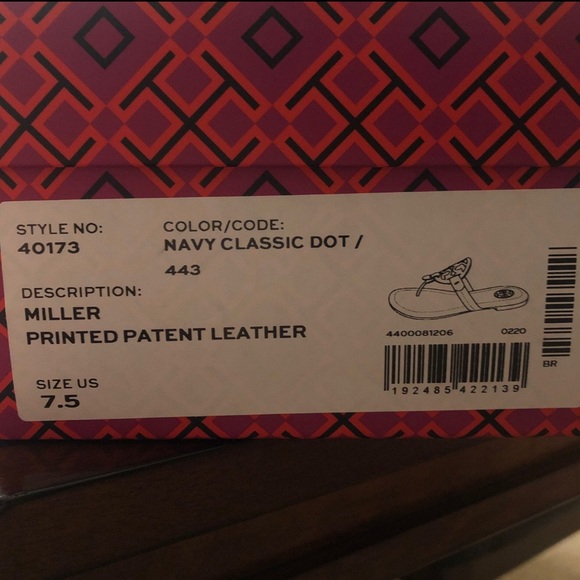 STYLE NO:
40173
COLOR/CODE:
NAVY CLASSIC DOT /
443
DESCRIPTION:
MILLER
PRINTED PATENT LEATHER
SIZE US
7.5
4400081206 0220
192485 422139
BR